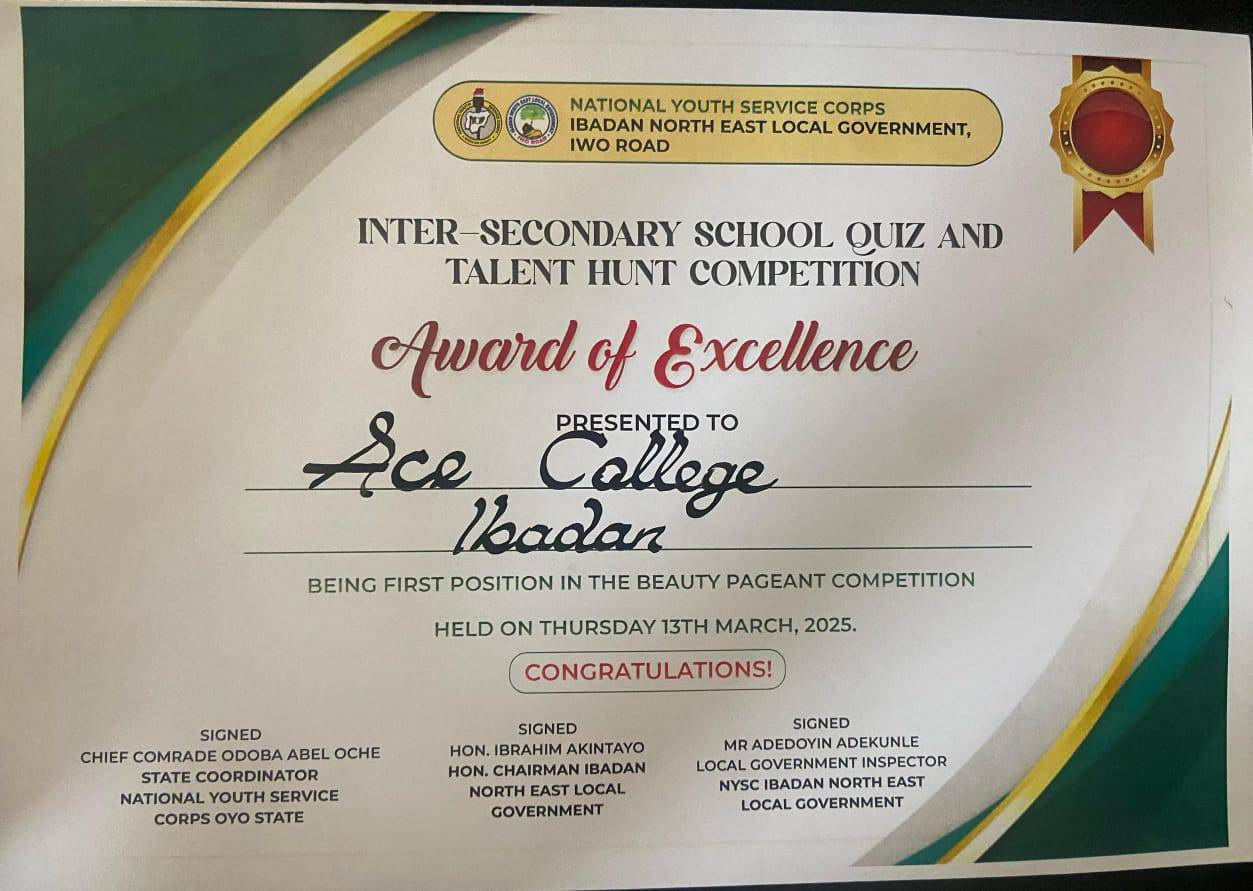 NATIONAL YOUTH SERVICE CORPS
IBADAN NORTH EAST LOCAL GOVERNMENT,
IWO ROAD
INTER-SECONDARY SCHOOL QUIZ AND
TALENT HUNT COMPETITION
Award of Excellence
PRESENTED TO
Ace College
Ibadan
BEING FIRST POSITION IN THE BEAUTY PAGEANT COMPETITION
HELD ON THURSDAY 13TH MARCH, 2025.
CONGRATULATIONS!
SIGNED
CHIEF COMRADE ODOBA ABEL OCHE
STATE COORDINATOR
NATIONAL YOUTH SERVICE
CORPS OYO STATE
SIGNED
HON. IBRAHIM AKINTAYO
HON. CHAIRMAN IBADAN
NORTH EAST LOCAL
GOVERNMENT
SIGNED
MR ADEDOYIN ADEKUNLE
LOCAL GOVERNMENT INSPECTOR
NYSC IBADAN NORTH EAST
LOCAL GOVERNMENT